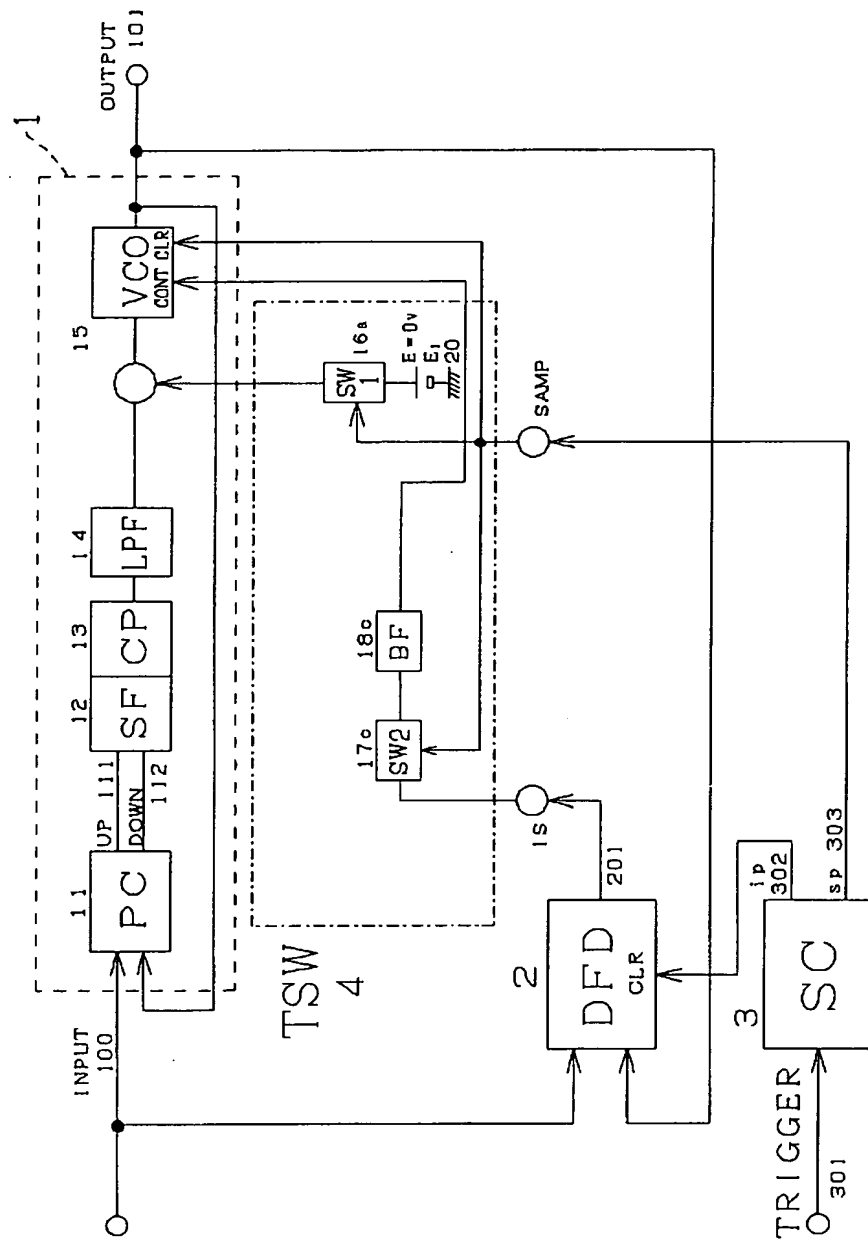 OUTPUT
101
1
15
VCO
CONT CLR
14
LPF
13
CP
12
SF
UP 111
DOWN
112
11
PC
INPUT
100
SW
1
16a
E=0v
E1
20
SAMP
18c
BF
17c
SW2
IS
TSW
4
201
2
DFD
CLR
ip
302
sp 303
3
SC
TRIGGER
301